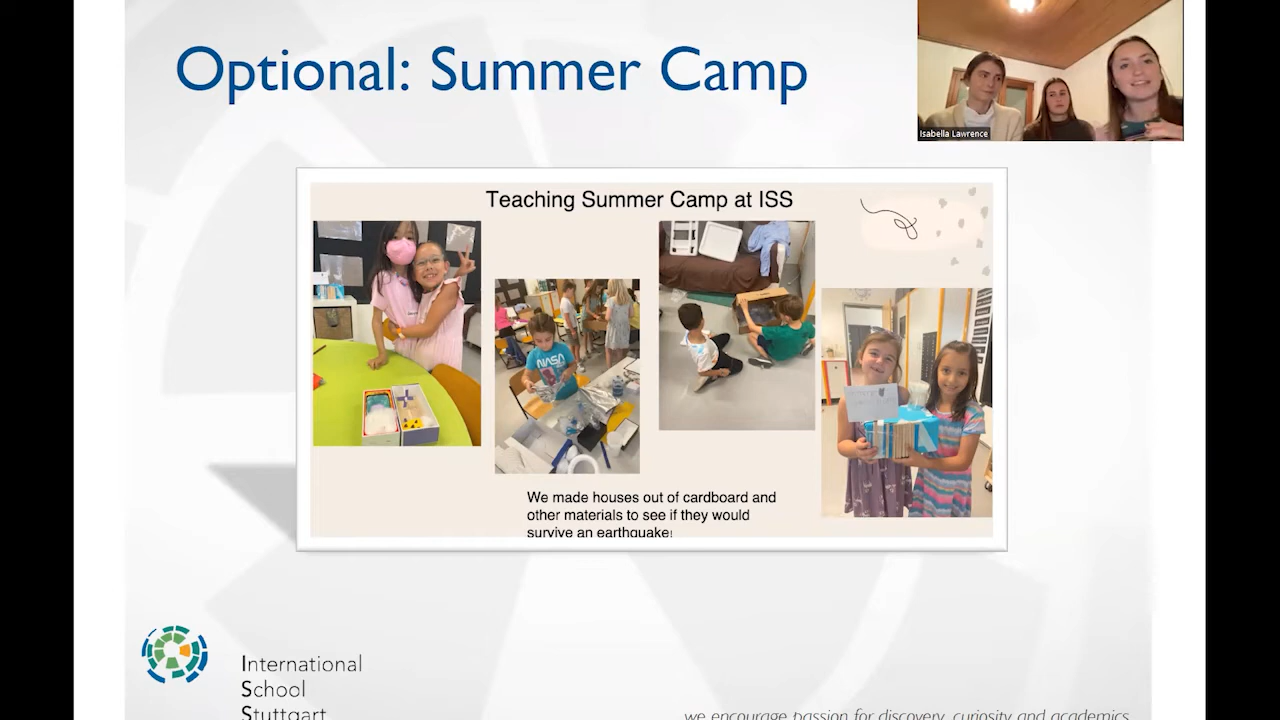 Optional: Summer Camp
Isabella Lawrence
Teaching Summer Camp at ISS
NASA
We made houses out of cardboard and
other materials to see if they would
survive an earthquake!
International
School
Stuttgart
we encourage passion for discovery, curiosity and academics